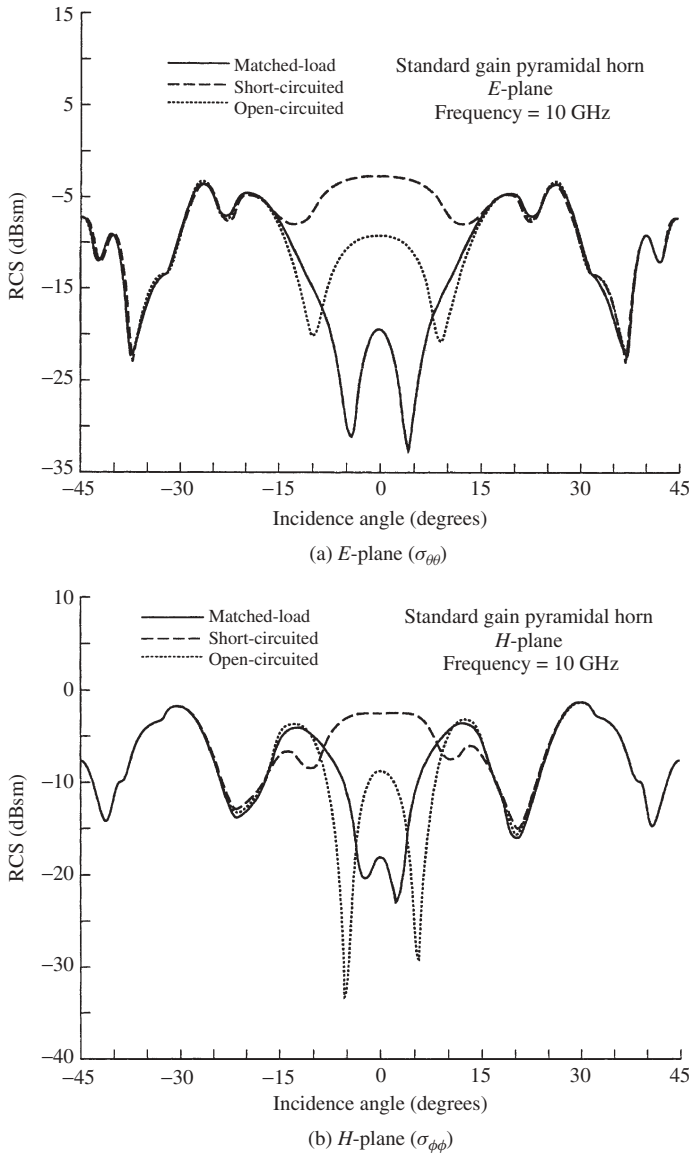 15
5
−5
−15
−25
−35
RCS (dBsm)
Matched-load
Short-circuited
Open-circuited
Standard gain pyramidal horn
E-plane
Frequency = 10 GHz
−45 −30 −15 0 15 30 45
Incidence angle (degrees)
(a) E-plane (σθθ)
10
0
−10
−20
−30
−40
RCS (dBsm)
Matched-load
Short-circuited
Open-circuited
Standard gain pyramidal horn
H-plane
Frequency = 10 GHz
−45 −30 −15 0 15 30 45
Incidence angle (degrees)
(b) H-plane (σϕϕ)